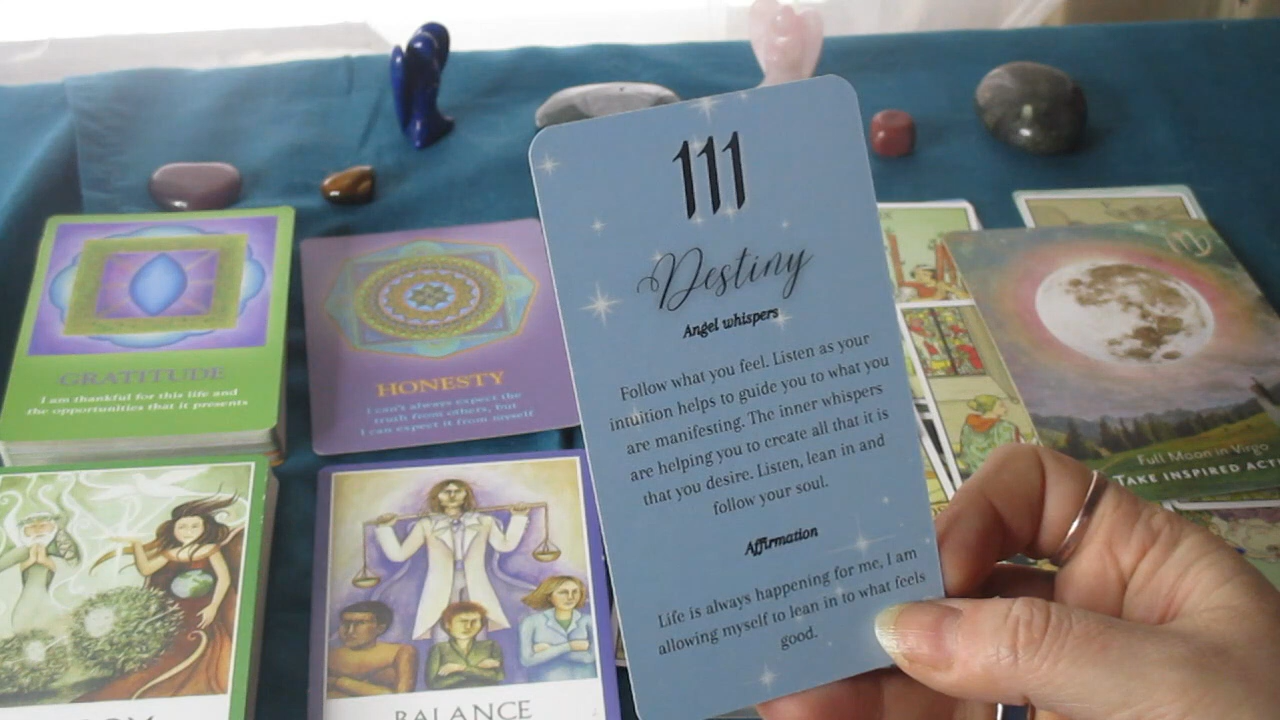 111
Destiny
Angel whispers
Follow what you feel. Listen as your
intuition helps to guide you to what you
are manifesting. The inner whispers
are helping you to create all that it is
that you desire. Listen, lean in and
follow your soul.
Affirmation
Life is always happening for me, I am
allowing myself to lean in to what feels
good.
GRATITUDE
I am thankful for this life and
the opportunities that it presents
HONESTY
I can't always expect the
truth from others, but
I can expect it from myself
BALANCE
Full Moon in Virgo
TAKE INSPIRED ACTI